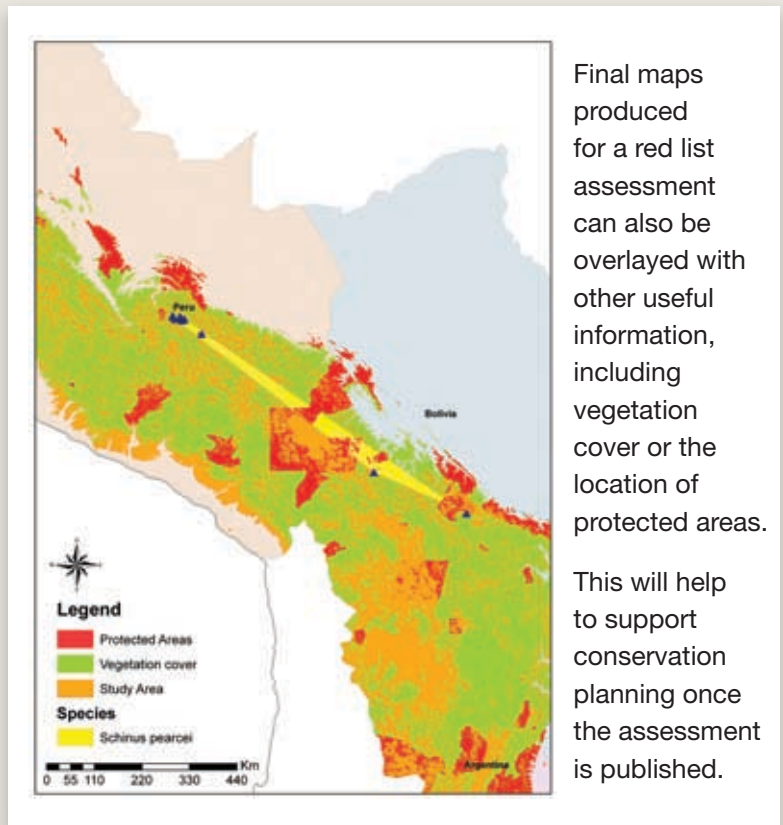 Peru
Bolivia
Legend
Protected Areas
Vegetation cover
Study Area
Species
Schinus pearcei
Km
0 55 110 220 330 440
Argentina
Final maps
produced
for a red list
assessment
can also be
overlayed with
other useful
information,
including
vegetation
cover or the
location of
protected areas.
This will help
to support
conservation
planning once
the assessment
is published.